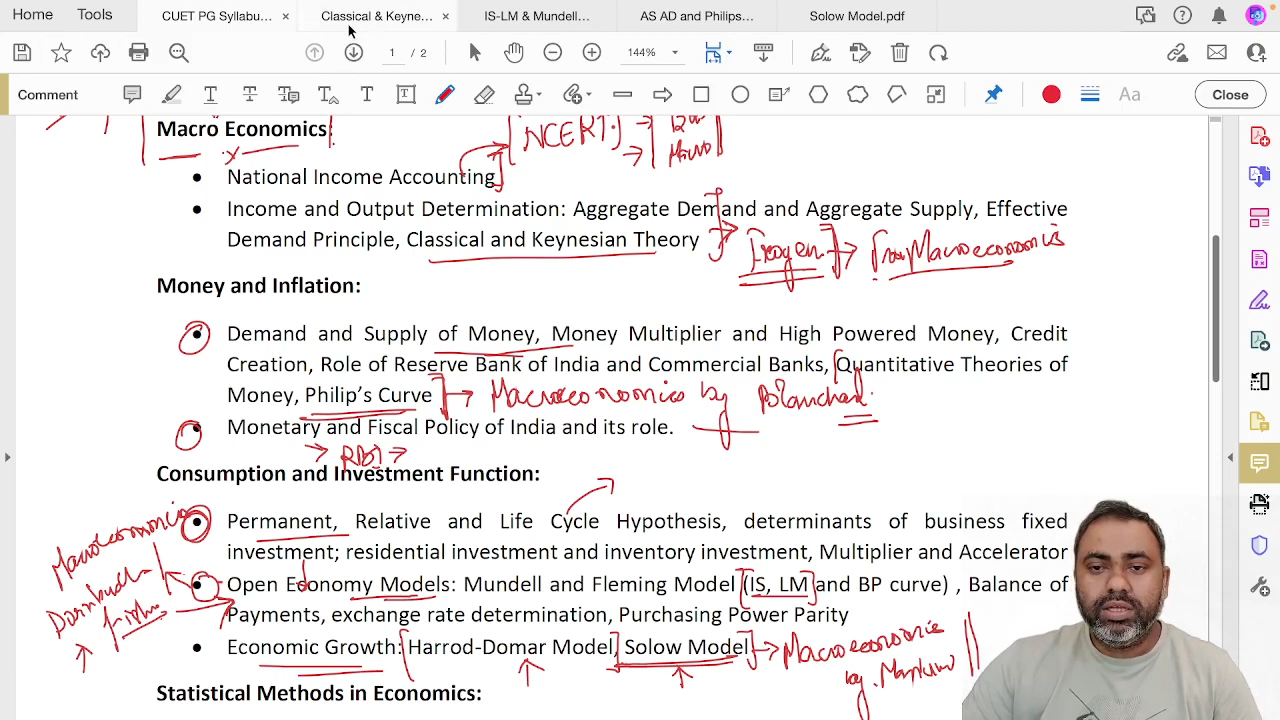 Home Tools CUET PG Syllabu... × Classical & Keyne... × IS-LM & Mundell... AS AD and Philips... Solow Model.pdf
1 / 2 144%
Comment Aa Close
Macro Economics:
[NCERT.] → 12th
→ Micro
National Income Accounting
Income and Output Determination: Aggregate Demand and Aggregate Supply, Effective
Demand Principle, Classical and Keynesian Theory
Froyen → Macroeconomics
Money and Inflation:
Demand and Supply of Money, Money Multiplier and High Powered Money, Credit
Creation, Role of Reserve Bank of India and Commercial Banks, Quantitative Theories of
Money, Philip's Curve → Macroeconomics by Blanchard.
Monetary and Fiscal Policy of India and its role.
→ RBI →
Consumption and Investment Function:
Permanent, Relative and Life Cycle Hypothesis, determinants of business fixed
investment; residential investment and inventory investment, Multiplier and Accelerator
Macroeconomics
Dornbusch
Fisher
Open Economy Models: Mundell and Fleming Model (IS, LM and BP curve) , Balance of
Payments, exchange rate determination, Purchasing Power Parity
Economic Growth: Harrod-Domar Model, Solow Model → Macroeconomics
by. Mankiw
Statistical Methods in Economics: